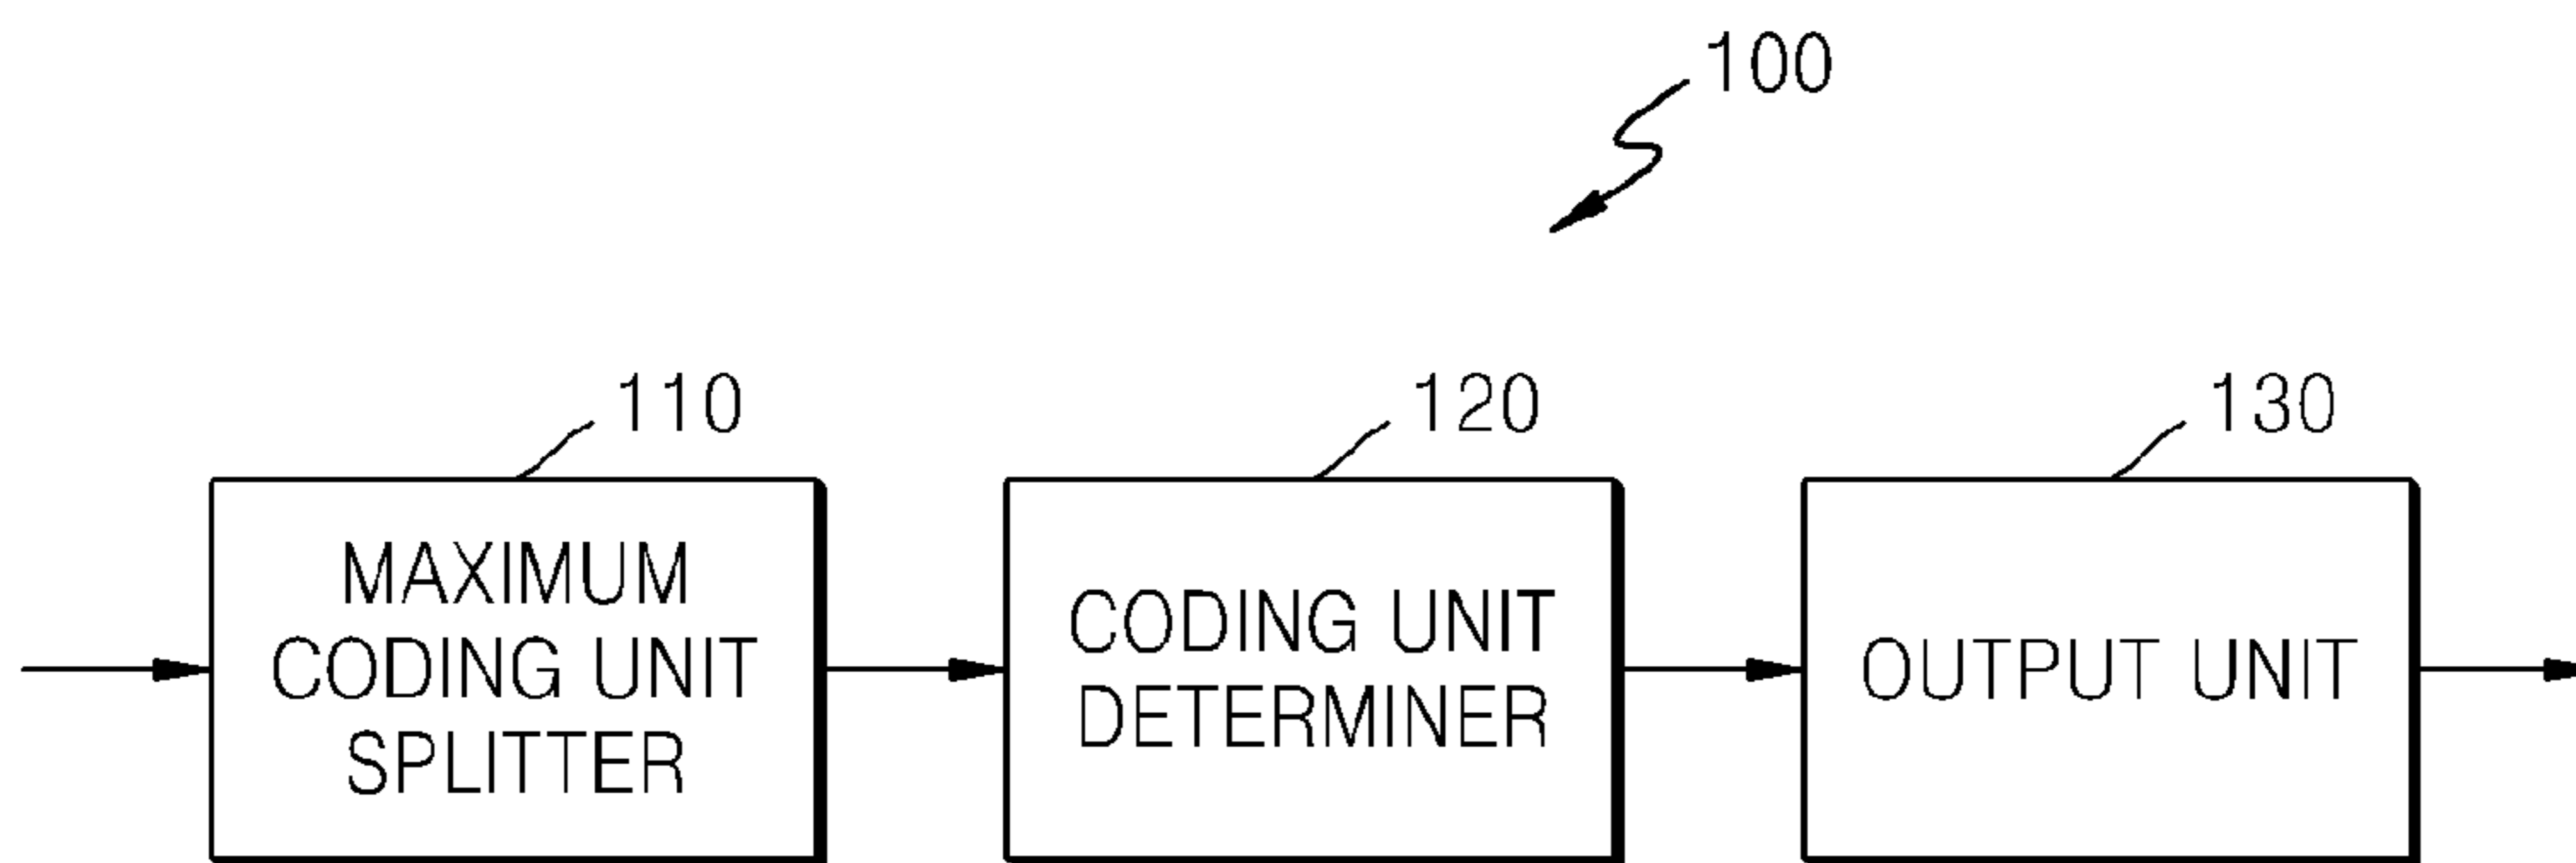 100
110
120
130
MAXIMUM
CODING UNIT
SPLITTER
CODING UNIT
DETERMINER
OUTPUT UNIT